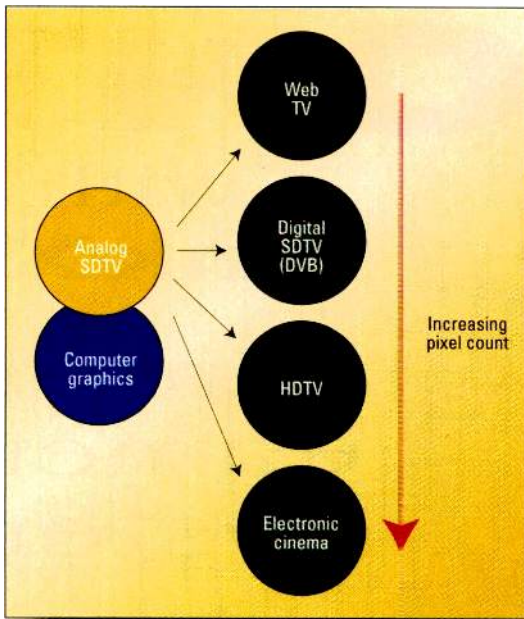 Web
TV
Analog
SDTV
Digital
SDTV
(DVB)
Computer
graphics
HDTV
Increasing
pixel count
Electronic
cinema